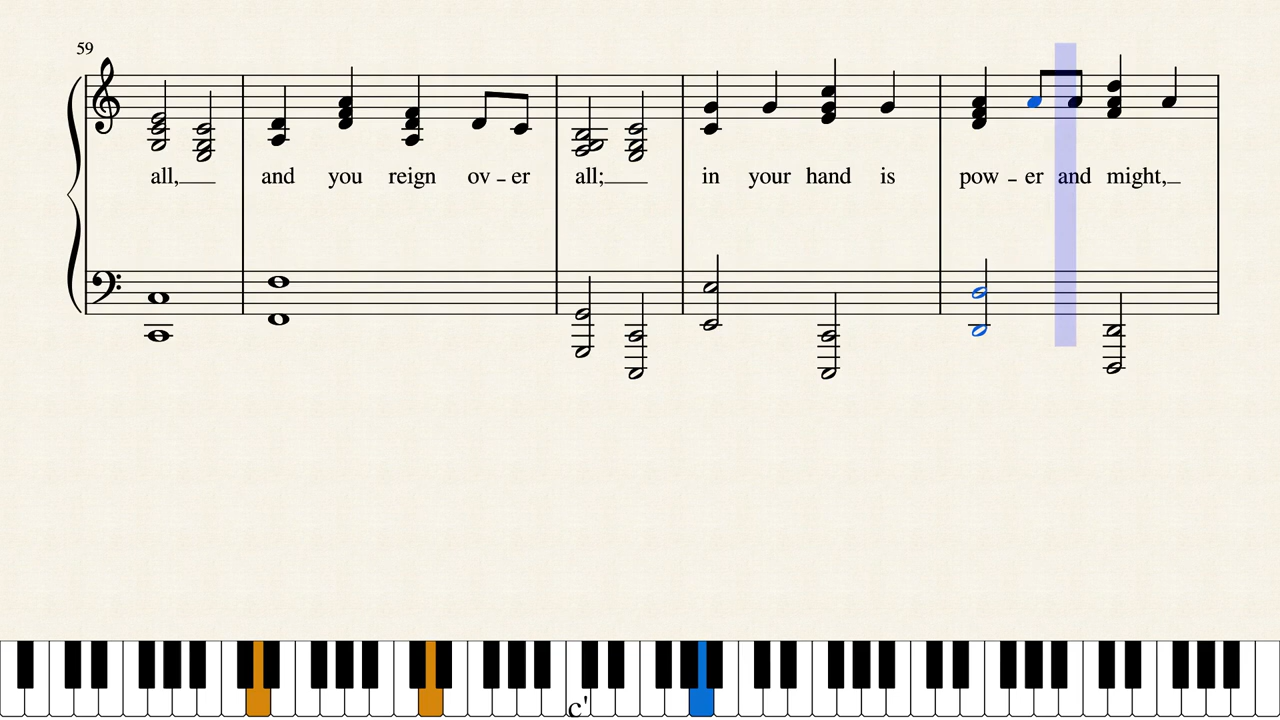 59
all, and you reign ov - er all; in your hand is pow - er and might,
c'